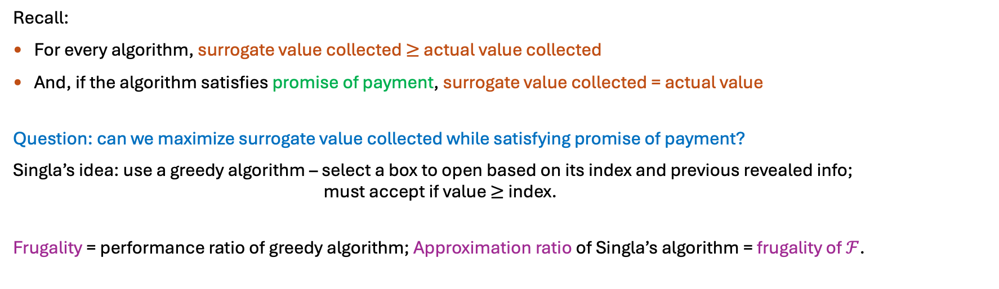 Recall:
• For every algorithm, surrogate value collected ≥ actual value collected
• And, if the algorithm satisfies promise of payment, surrogate value collected = actual value
Question: can we maximize surrogate value collected while satisfying promise of payment?
Singla’s idea: use a greedy algorithm – select a box to open based on its index and previous revealed info;
must accept if value ≥ index.
Frugality = performance ratio of greedy algorithm; Approximation ratio of Singla’s algorithm = frugality of ℱ.